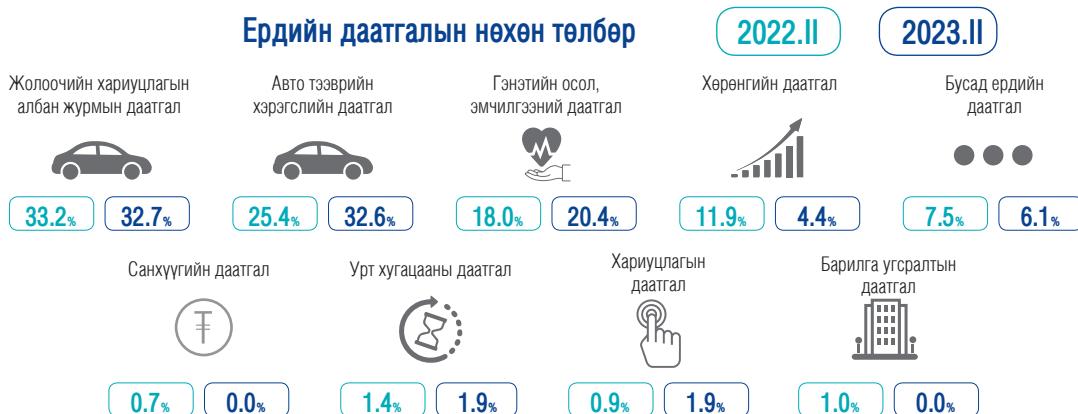 Ердийн даатгалын нөхөн төлбөр
2022.II
2023.II
Жолоочийн хариуцлагын
албан журмын даатгал
Авто тээврийн
хэрэгслийн даатгал
Гэнэтийн осол,
эмчилгээний даатгал
Хөрөнгийн даатгал
Бусад ердийн
даатгал
33.2%
32.7%
25.4%
32.6%
18.0%
20.4%
11.9%
4.4%
7.5%
6.1%
Санхүүгийн даатгал
Урт хугацааны даатгал
Хариуцлагын
даатгал
Барилга угсралтын
даатгал
₮
0.7%
0.0%
1.4%
1.9%
0.9%
1.9%
1.0%
0.0%